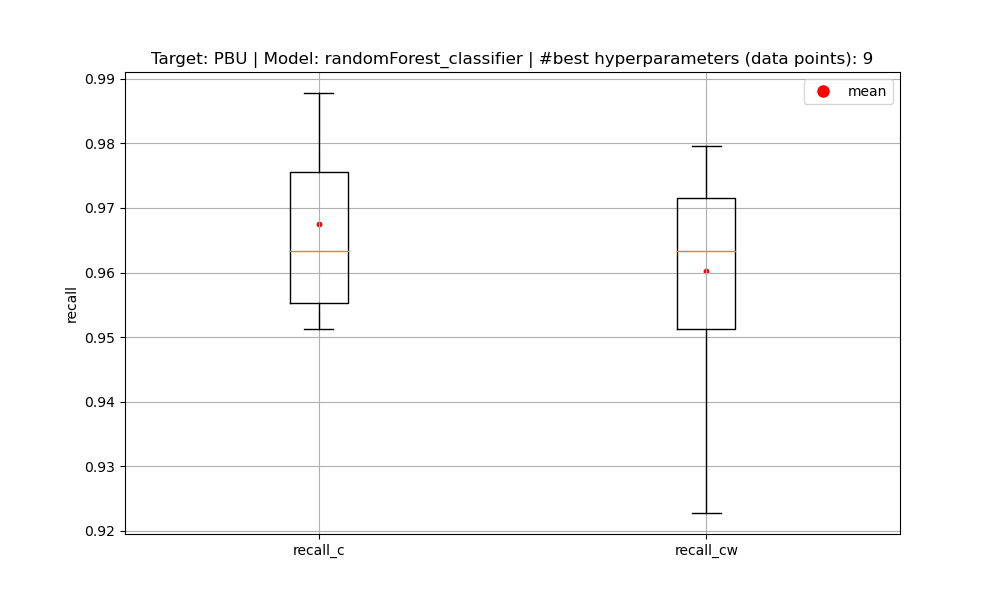 Target: PBU | Model: randomForest_classifier | #best hyperparameters (data points): 9
mean
recall
0.99
0.98
0.97
0.96
0.95
0.94
0.93
0.92
recall_c
recall_cw